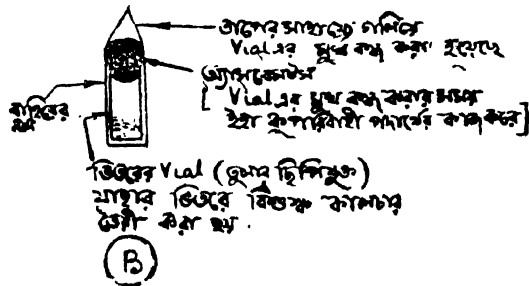 তাপের সাহায্যে গলিয়ে
Vial এর মুখ বন্ধ করা হয়েছে
অ্যাসবেসটস
[ Vial এর মুখ বন্ধ করার সময়
ইহা কুপরিবাহী পদার্থের কাজ করে ]
বাহিরের
ভিতরের Vial (তুলার ছিপিযুক্ত)
যাহার ভিতরে বিশুষ্ক কালচার
তৈরী করা হয়.
B